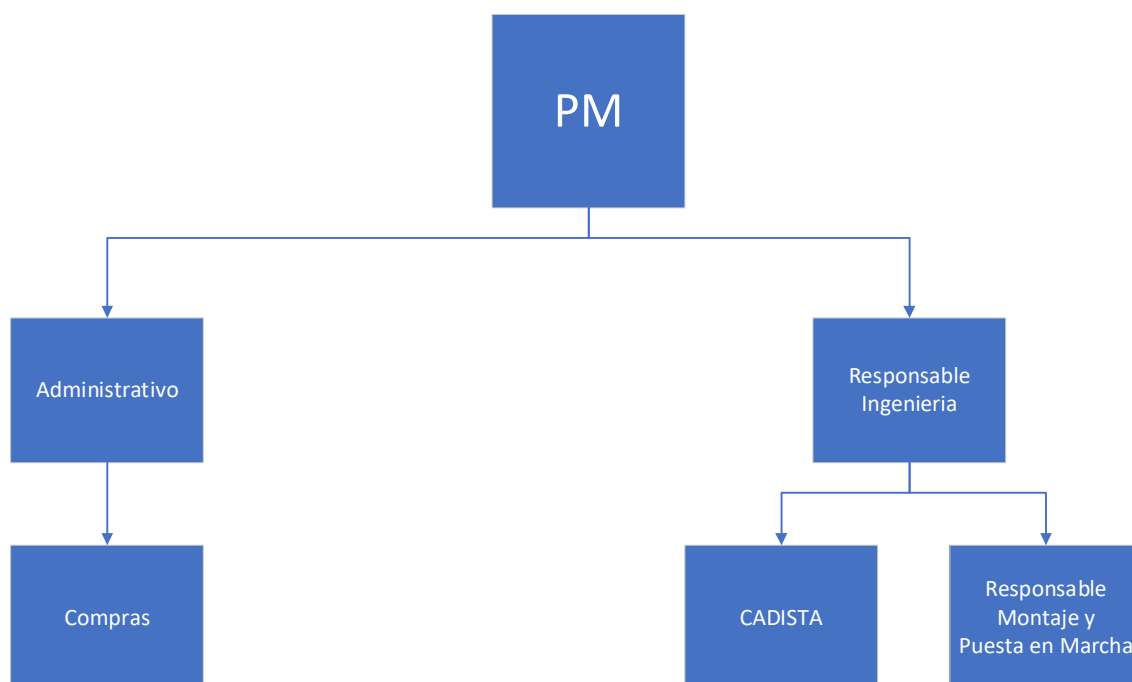 PM
Administrativo
Responsable
Ingenieria
Compras
CADISTA
Responsable
Montaje y
Puesta en Marcha